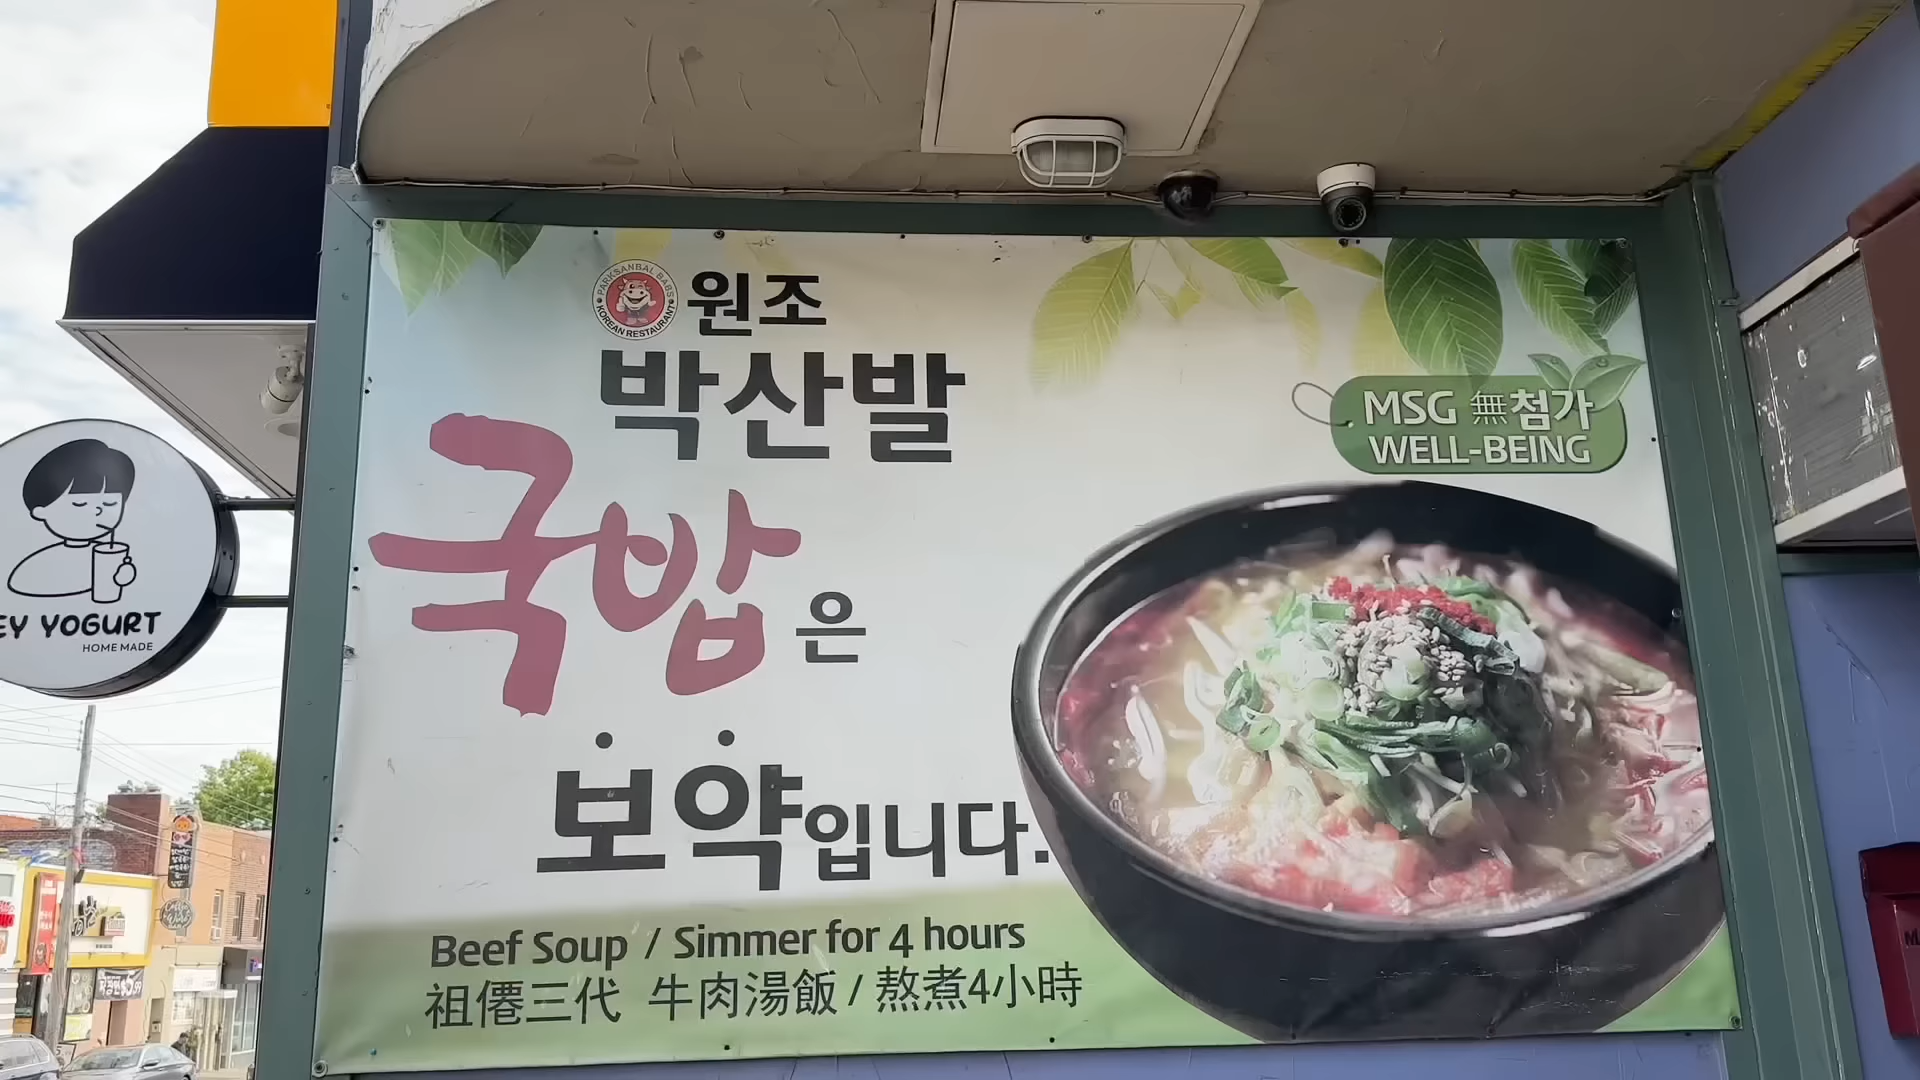 PARKSANBAL BABS
KOREAN RESTAURANT
원조
박산발
국밥은
보약입니다.
MSG 無첨가
WELL-BEING
Beef Soup / Simmer for 4 hours
祖僊三代 牛肉湯飯 / 熬煮4小時
EY YOGURT
HOME MADE